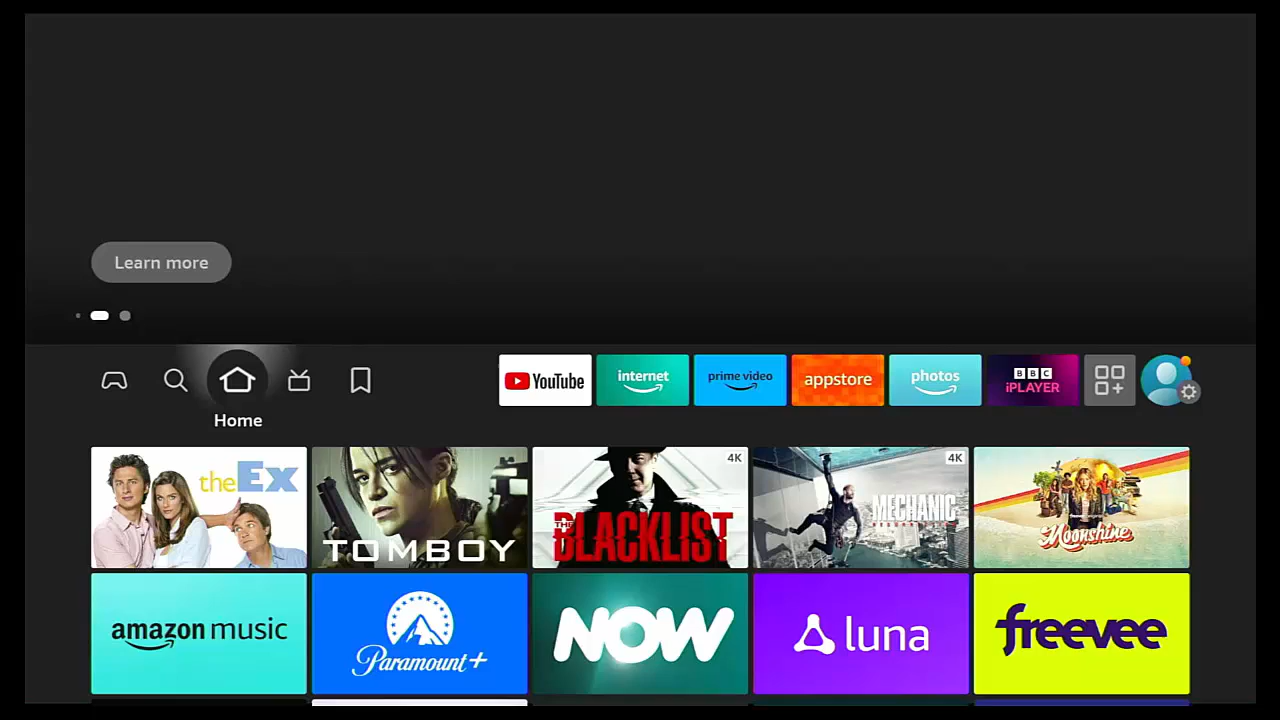 Learn more
YouTube
internet
prime video
appstore
photos
BBC
iPLAYER
Home
the Ex
TOMBOY
4K
THE
BLACKLIST
4K
MECHANIC
Moonshine
amazon music
Paramount+
NOW
luna
freevee